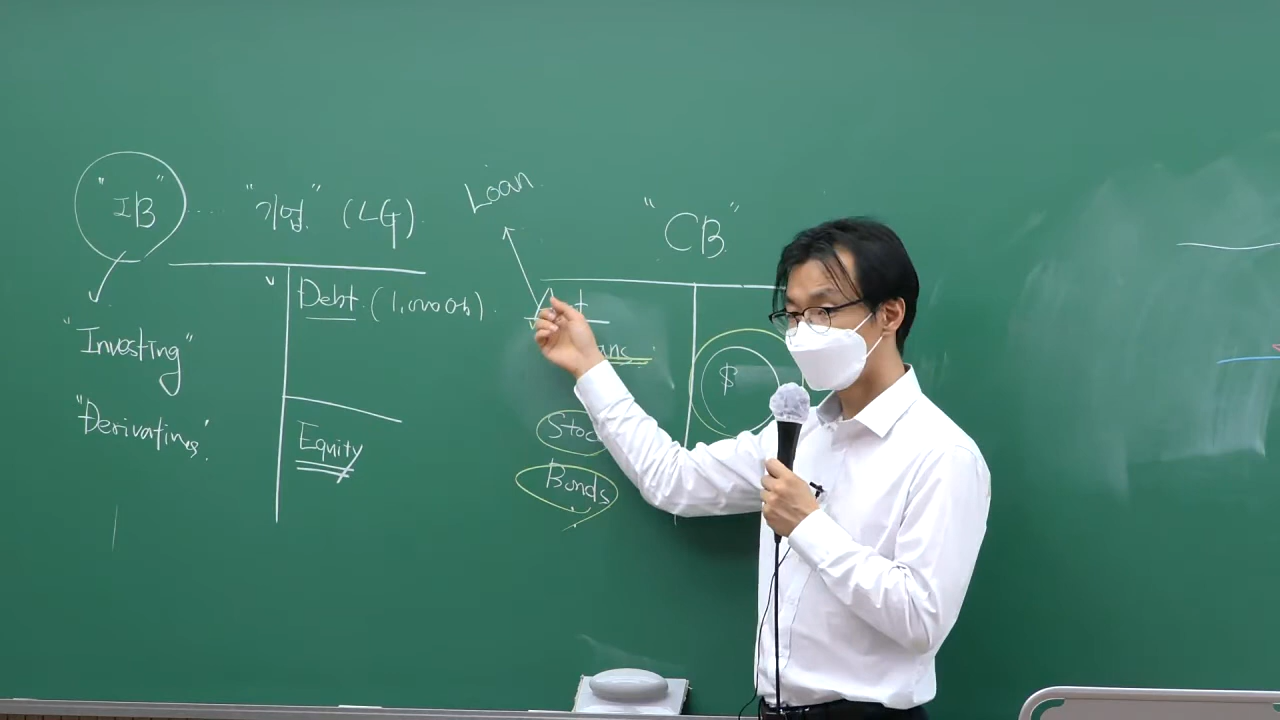 "IB" ... "기업" (LG).
"Investing"
"Derivatives".
Debt. (1,000억).
Equity
Loan.
"CB"
$
Bonds